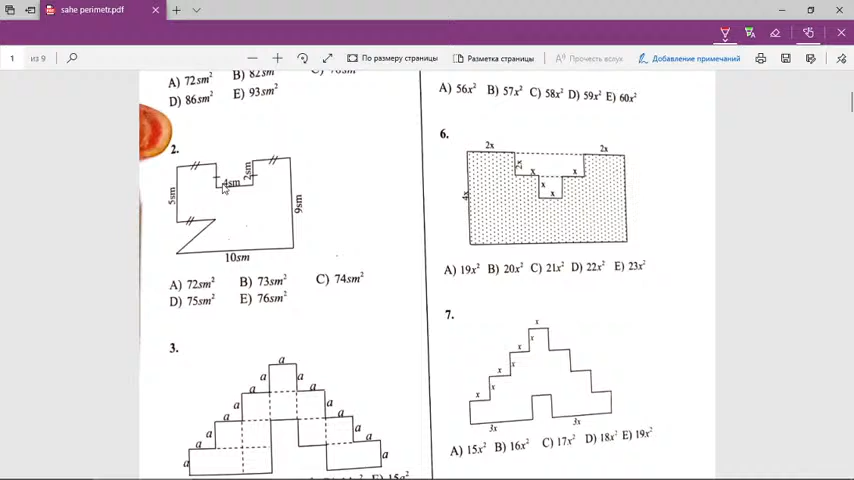 sahe perimetr.pdf
1
из 9
По размеру страницы
Разметка страницы
Прочесть вслух
Добавление примечаний
A) 72sm² B) 82sm²
D) 86sm² E) 93sm²
2.
5sm
4sm
2sm
9sm
10sm
A) 72sm² B) 73sm² C) 74sm²
D) 75sm² E) 76sm²
3.
a
a a
a a
a a
a a
a a
a a
A) 56x² B) 57x² C) 58x² D) 59x² E) 60x²
6.
2x 2x
2x
x x
x
x
4x
A) 19x² B) 20x² C) 21x² D) 22x² E) 23x²
7.
x
x
x
x
x
x
x
3x 3x
A) 15x² B) 16x² C) 17x² D) 18x² E) 19x²